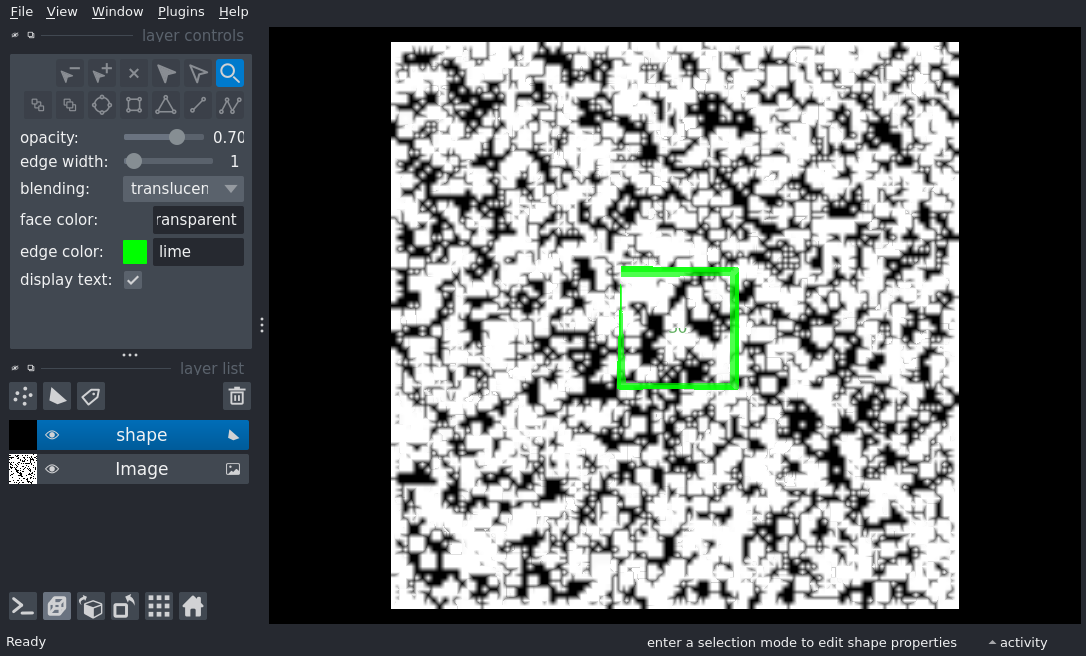 File View Window Plugins Help
layer controls
opacity: 0.70
edge width: 1
blending: translucen
face color: ransparent
edge color: lime
display text:
layer list
shape
Image
Ready
enter a selection mode to edit shape properties
activity